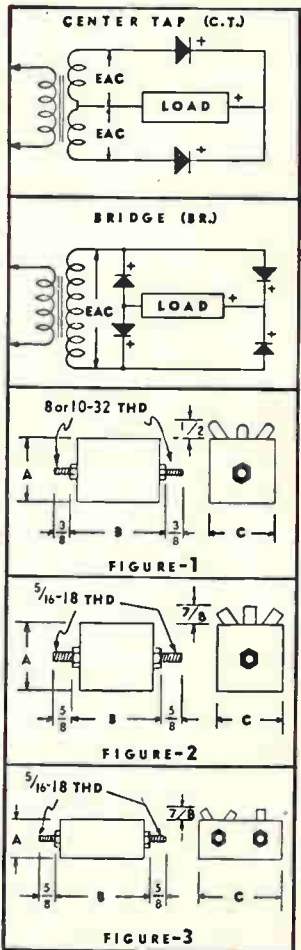 CENTER TAP (C.T.)
+
EAC
LOAD
+
EAC
+
BRIDGE (BR.)
+
+
EAC
LOAD
+
+
+
8 or 10-32 THD
1/2
A
3/8
B
3/8
C
FIGURE-1
5/16-18 THD
7/8
A
5/8
B
5/8
C
FIGURE-2
5/16-18 THD
7/8
A
5/8
B
5/8
C
FIGURE-3